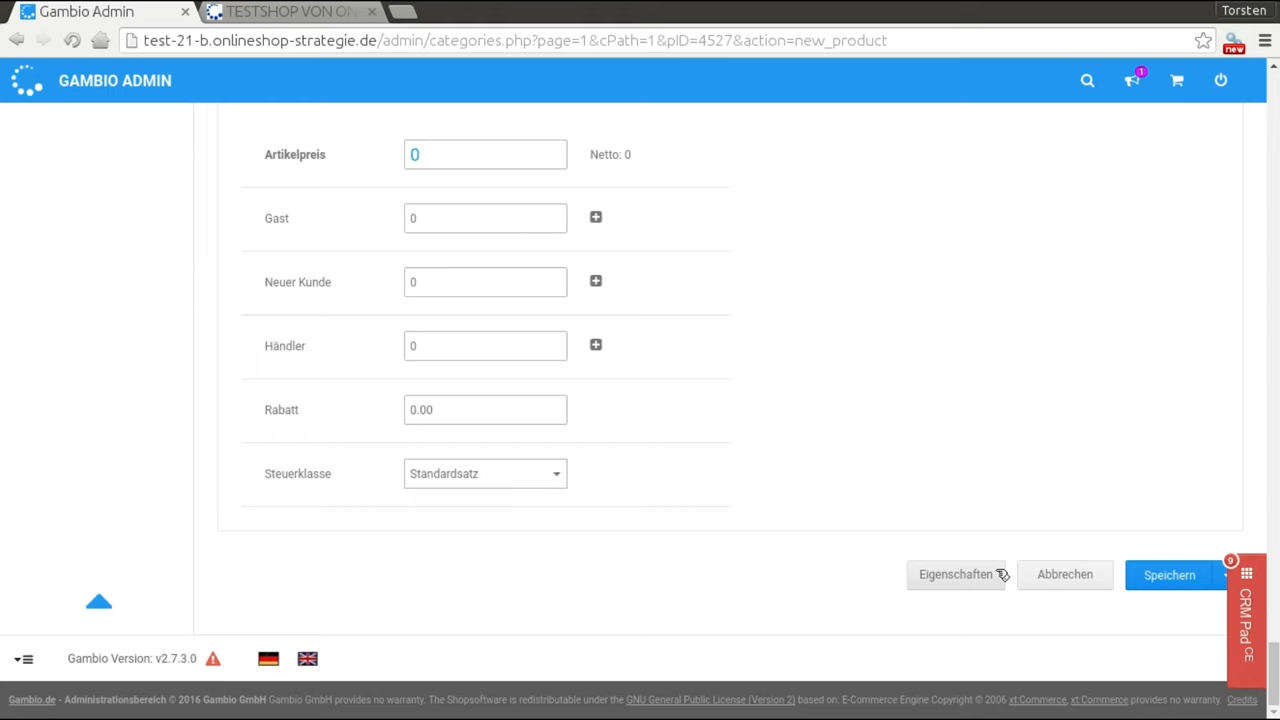 Gambio Admin
TESTSHOP VON ON
Torsten
test-21-b.onlineshop-strategie.de/admin/categories.php?page=1&cPath=1&pID=4527&action=new_product
new
GAMBIO ADMIN
1
Artikelpreis 0 Netto: 0
Gast 0
Neuer Kunde 0
Händler 0
Rabatt 0.00
Steuerklasse Standardsatz
Eigenschaften Abbrechen Speichern
9
CRM Pad CE
Gambio Version: v2.7.3.0
Gambio.de - Administrationsbereich © 2016 Gambio GmbH Gambio GmbH provides no warranty. The Shopsoftware is redistributable under the GNU General Public License (Version 2) based on: E-Commerce Engine Copyright © 2006 xt:Commerce, xt:Commerce provides no warranty. Credits